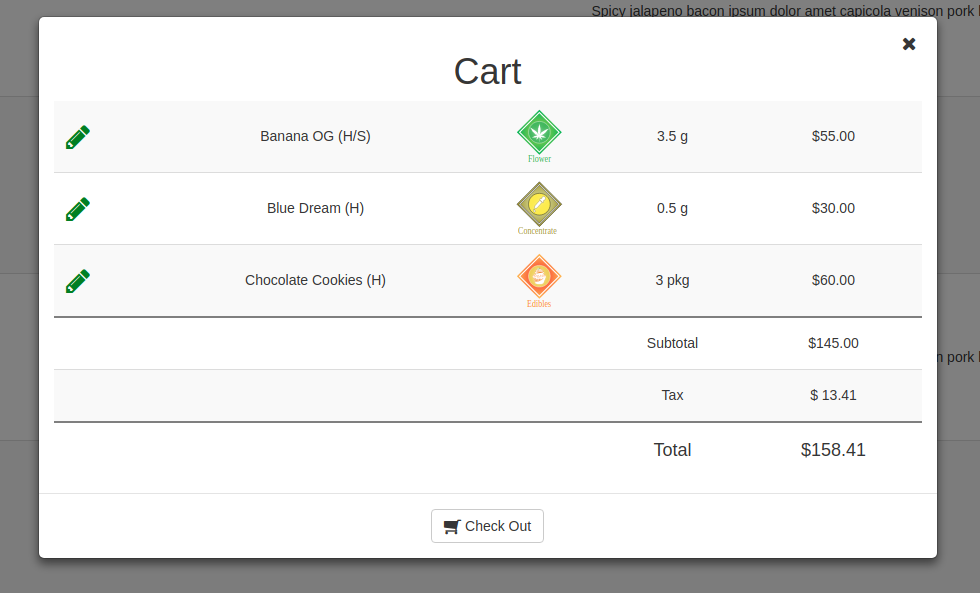 Spicy jalapeno bacon ipsum dolor amet capicola venison pork
Cart
Banana OG (H/S) Flower 3.5 g $55.00
Blue Dream (H) Concentrate 0.5 g $30.00
Chocolate Cookies (H) Edibles 3 pkg $60.00
Subtotal $145.00
n pork
Tax $ 13.41
Total $158.41
Check Out